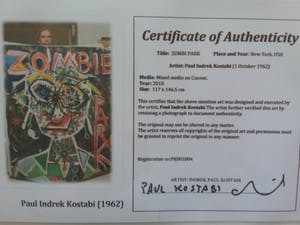 ZOMBIE
PARK
Paul Indrek Kostabi (1962)
Certificate of Authenticity
Title: ZOMBI PARK Place and Year: New York, USA
Artist: Paul Indrek Kostabi (1 October 1962)
Media: Mixed media on Canvas.
Year: 2018
Size: 117 x 146,5 cm
This certifies that the above mention art was designed and executed by
the artist, Paul Indrek Kostabi The artist further verified this art by
retaining a photograph to document authenticity.
The original may not be altered in any matter.
The artist reserves all copyrights of the original art and permission must
be granted to reprint the original in any manner.
Registration nr:
ARTIST: INDREK PAUL KOSTABI
PAUL KOSTABI